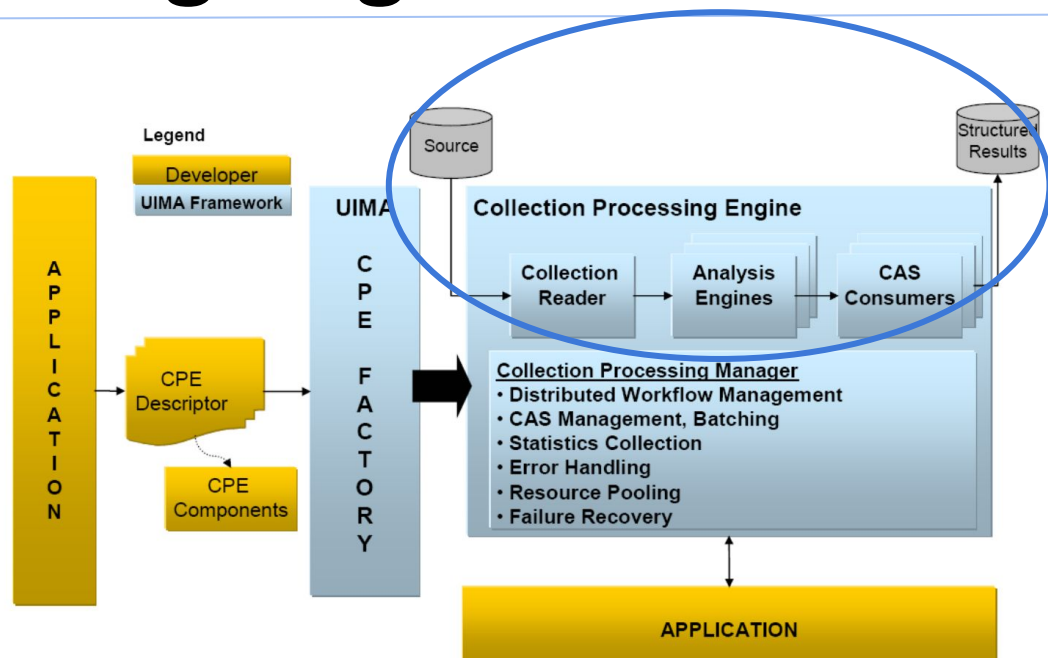 Legend
Developer
UIMA Framework
A
P
P
L
I
C
A
T
I
O
N
CPE
Descriptor
CPE
Components
UIMA
C
P
E
F
A
C
T
O
R
Y
Source
Structured
Results
Collection Processing Engine
Collection
Reader
Analysis
Engines
CAS
Consumers
Collection Processing Manager
• Distributed Workflow Management
• CAS Management, Batching
• Statistics Collection
• Error Handling
• Resource Pooling
• Failure Recovery
APPLICATION